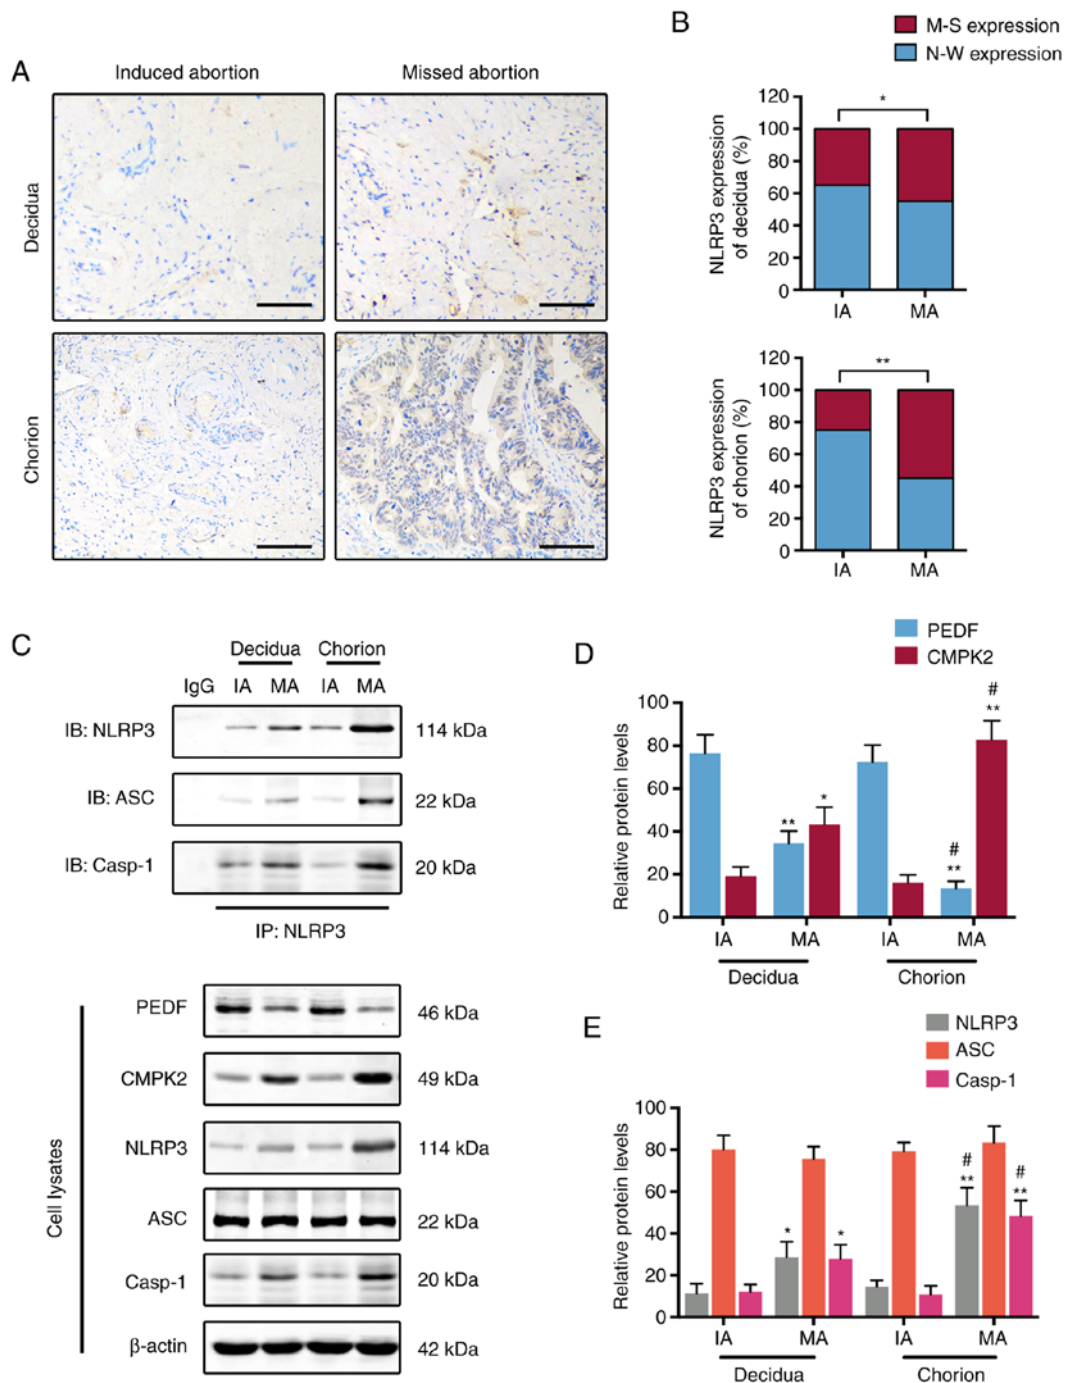 A
Induced abortion
Missed abortion
Decidua
Chorion
B
M-S expression
N-W expression
NLRP3 expression
of decidua (%)
120
100
80
60
40
20
0
*
IA
MA
NLRP3 expression
of chorion (%)
120
100
80
60
40
20
0
**
IA
MA
C
Decidua Chorion
IgG IA MA IA MA
IB: NLRP3 114 kDa
IB: ASC 22 kDa
IB: Casp-1 20 kDa
IP: NLRP3
Cell lysates
PEDF 46 kDa
CMPK2 49 kDa
NLRP3 114 kDa
ASC 22 kDa
Casp-1 20 kDa
β-actin 42 kDa
D
PEDF
CMPK2
Relative protein levels
100
80
60
40
20
0
**
*
#
**
#
**
IA MA IA MA
Decidua Chorion
E
NLRP3
ASC
Casp-1
Relative protein levels
100
80
60
40
20
0
*
*
#
**
#
**
IA MA IA MA
Decidua Chorion